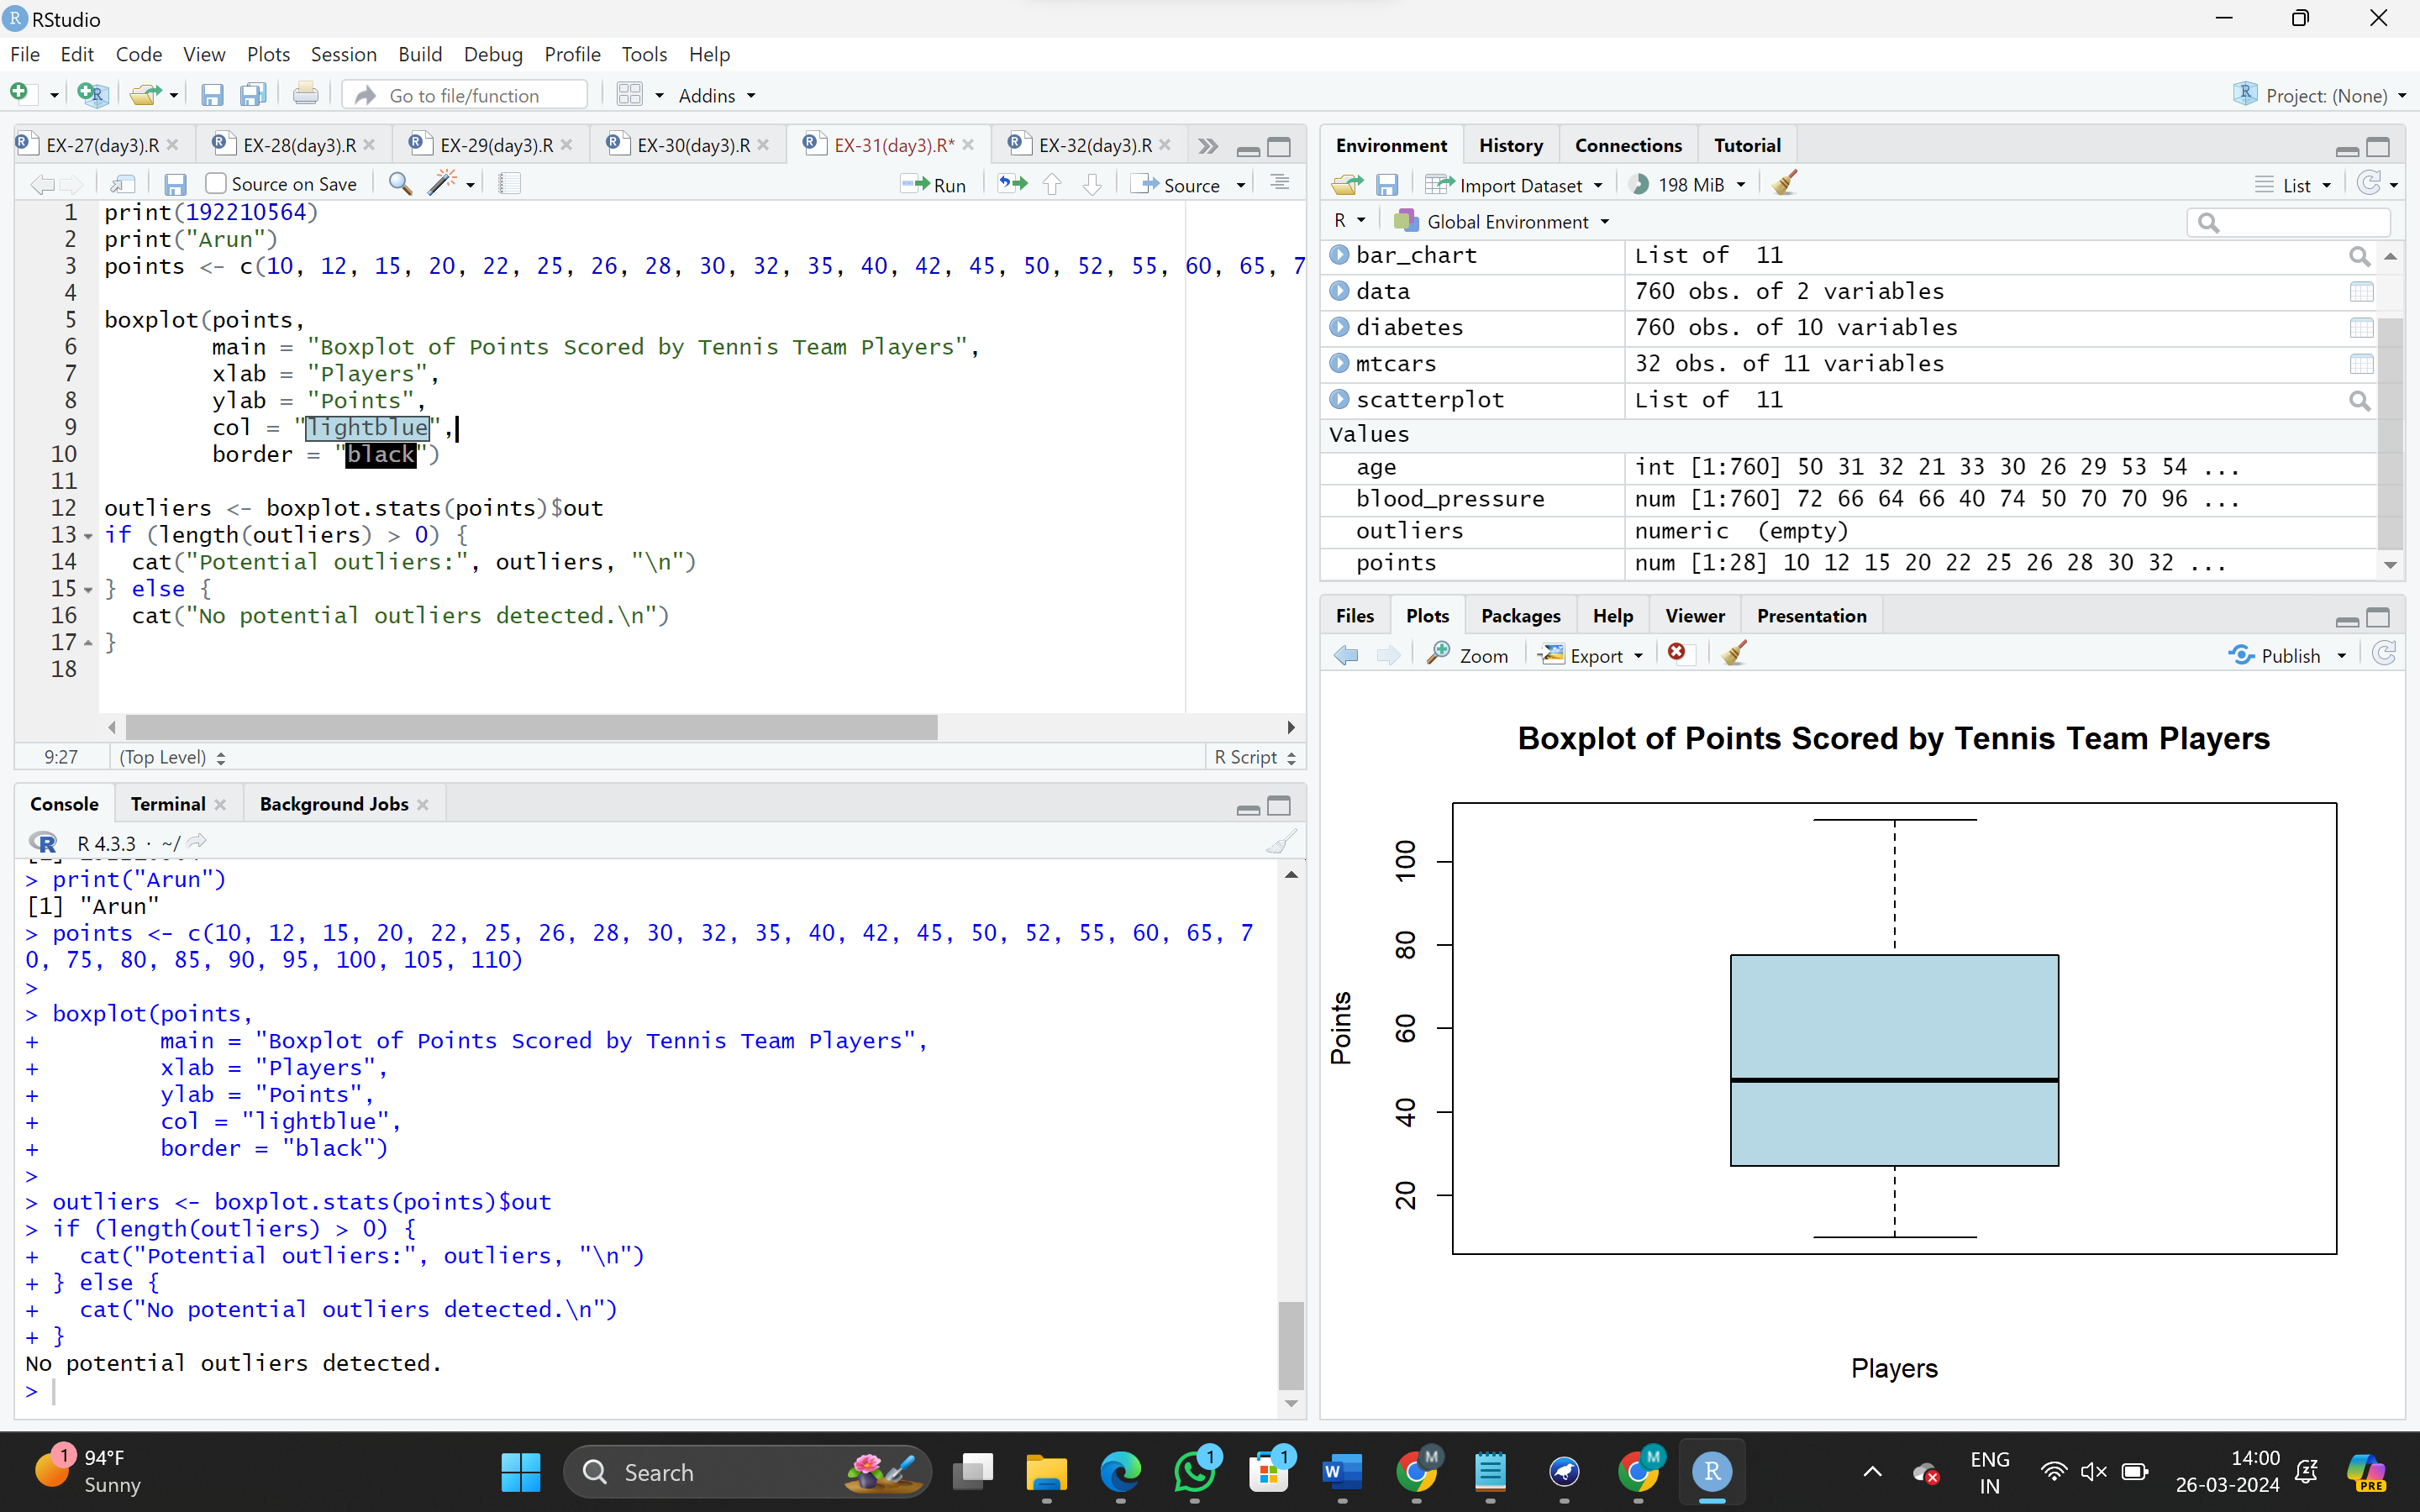 RStudio
File Edit Code View Plots Session Build Debug Profile Tools Help
Go to file/function Addins Project: (None)
EX-27(day3).R EX-28(day3).R EX-29(day3).R EX-30(day3).R EX-31(day3).R* EX-32(day3).R
Source on Save Run Source
1 print(192210564)
2 print("Arun")
3 points <- c(10, 12, 15, 20, 22, 25, 26, 28, 30, 32, 35, 40, 42, 45, 50, 52, 55, 60, 65, 7
4
5 boxplot(points,
6 main = "Boxplot of Points Scored by Tennis Team Players",
7 xlab = "Players",
8 ylab = "Points",
9 col = "lightblue",
10 border = "black")
11
12 outliers <- boxplot.stats(points)$out
13 if (length(outliers) > 0) {
14 cat("Potential outliers:", outliers, "\n")
15 } else {
16 cat("No potential outliers detected.\n")
17 }
18
9:27 (Top Level) R Script
Console Terminal Background Jobs
R 4.3.3 · ~/
> print("Arun")
[1] "Arun"
> points <- c(10, 12, 15, 20, 22, 25, 26, 28, 30, 32, 35, 40, 42, 45, 50, 52, 55, 60, 65, 7
0, 75, 80, 85, 90, 95, 100, 105, 110)
>
> boxplot(points,
+ main = "Boxplot of Points Scored by Tennis Team Players",
+ xlab = "Players",
+ ylab = "Points",
+ col = "lightblue",
+ border = "black")
>
> outliers <- boxplot.stats(points)$out
> if (length(outliers) > 0) {
+ cat("Potential outliers:", outliers, "\n")
+ } else {
+ cat("No potential outliers detected.\n")
+ }
No potential outliers detected.
>
Environment History Connections Tutorial
Import Dataset 198 MiB List
R Global Environment
bar_chart List of 11
data 760 obs. of 2 variables
diabetes 760 obs. of 10 variables
mtcars 32 obs. of 11 variables
scatterplot List of 11
Values
age int [1:760] 50 31 32 21 33 30 26 29 53 54 ...
blood_pressure num [1:760] 72 66 64 66 40 74 50 70 70 96 ...
outliers numeric (empty)
points num [1:28] 10 12 15 20 22 25 26 28 30 32 ...
Files Plots Packages Help Viewer Presentation
Zoom Export Publish
Boxplot of Points Scored by Tennis Team Players
100
80
60
40
20
Points
Players
1 94°F
Sunny
Search
1
1
W
M
M
R
ENG
IN
14:00
26-03-2024
PRE